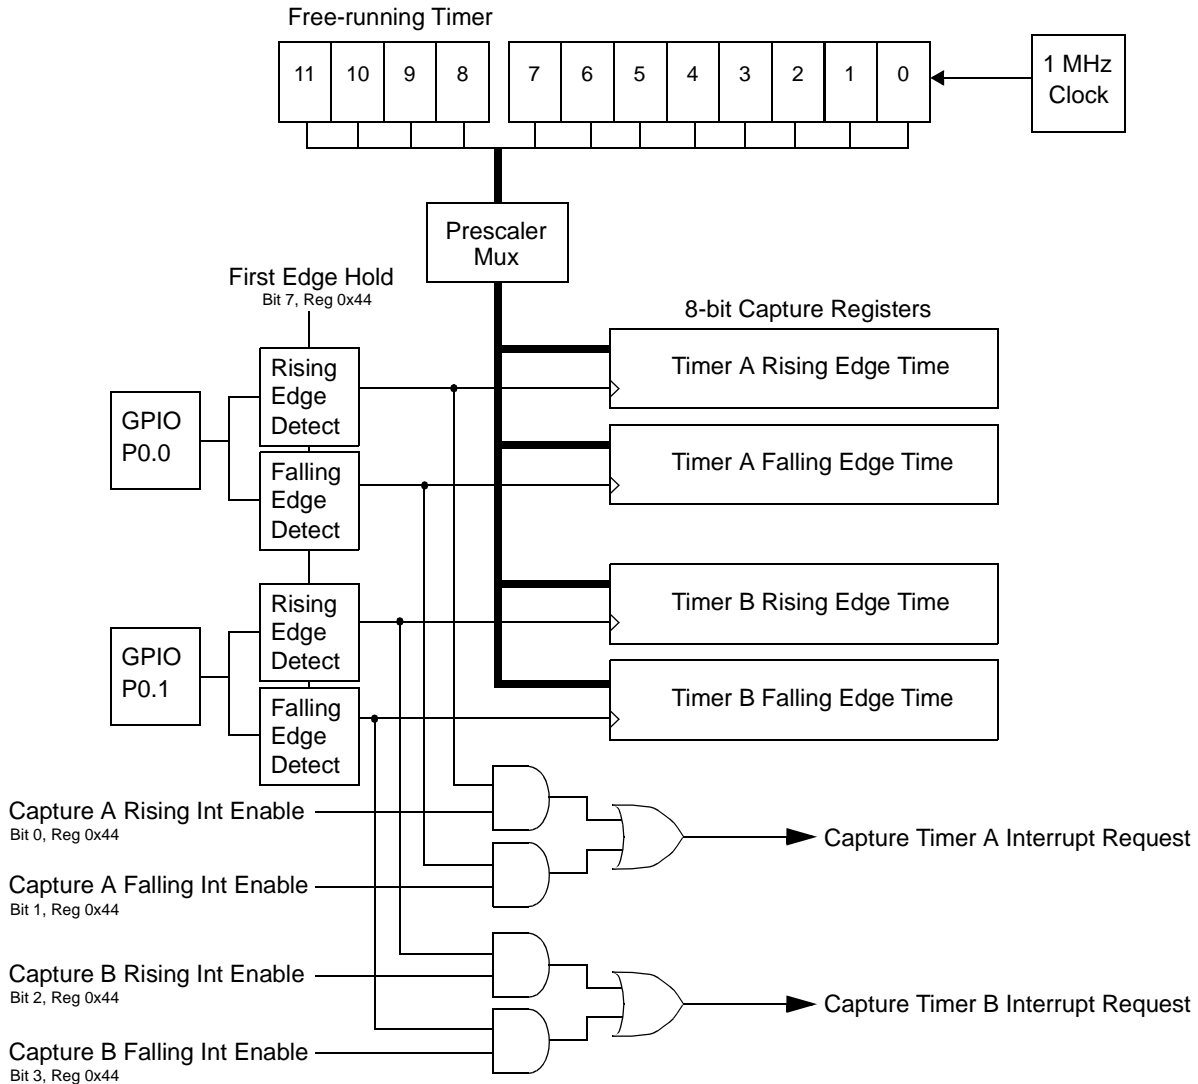 Free-running Timer
11 10 9 8 7 6 5 4 3 2 1 0
1 MHz
Clock
Prescaler
Mux
First Edge Hold
Bit 7, Reg 0x44
8-bit Capture Registers
Rising
Edge
Detect
Timer A Rising Edge Time
GPIO
P0.0
Falling
Edge
Detect
Timer A Falling Edge Time
Rising
Edge
Detect
Timer B Rising Edge Time
GPIO
P0.1
Falling
Edge
Detect
Timer B Falling Edge Time
Capture A Rising Int Enable
Bit 0, Reg 0x44
Capture Timer A Interrupt Request
Capture A Falling Int Enable
Bit 1, Reg 0x44
Capture B Rising Int Enable
Bit 2, Reg 0x44
Capture Timer B Interrupt Request
Capture B Falling Int Enable
Bit 3, Reg 0x44